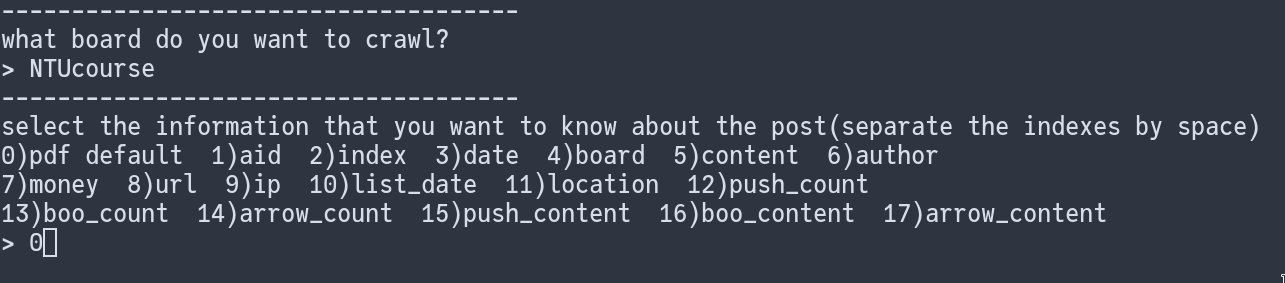 -------------------------------------
what board do you want to crawl?
> NTUcourse
-------------------------------------
select the information that you want to know about the post(separate the indexes by space)
0)pdf default  1)aid  2)index  3)date  4)board  5)content  6)author
7)money  8)url  9)ip  10)list_date  11)location  12)push_count
13)boo_count  14)arrow_count  15)push_content  16)boo_content  17)arrow_content
> 0